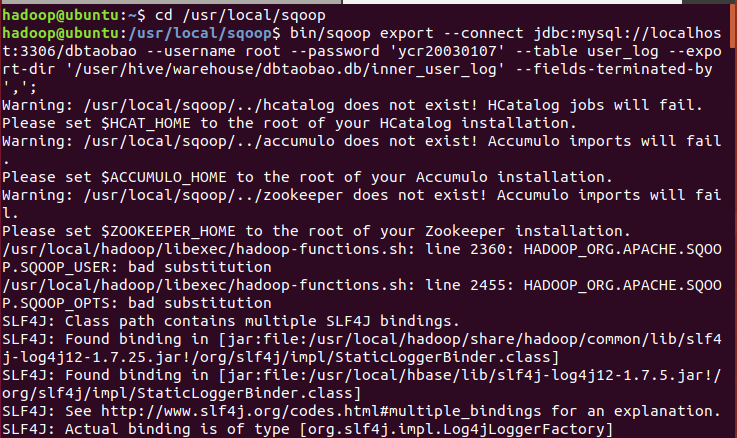 hadoop@ubuntu:~$ cd /usr/local/sqoop
hadoop@ubuntu:/usr/local/sqoop$ bin/sqoop export --connect jdbc:mysql://localhos
t:3306/dbtaobao --username root --password 'ycr20030107' --table user_log --expo
rt-dir '/user/hive/warehouse/dbtaobao.db/inner_user_log' --fields-terminated-by
',';
Warning: /usr/local/sqoop/../hcatalog does not exist! HCatalog jobs will fail.
Please set $HCAT_HOME to the root of your HCatalog installation.
Warning: /usr/local/sqoop/../accumulo does not exist! Accumulo imports will fail
.
Please set $ACCUMULO_HOME to the root of your Accumulo installation.
Warning: /usr/local/sqoop/../zookeeper does not exist! Accumulo imports will fai
l.
Please set $ZOOKEEPER_HOME to the root of your Zookeeper installation.
/usr/local/hadoop/libexec/hadoop-functions.sh: line 2360: HADOOP_ORG.APACHE.SQOO
P.SQOOP_USER: bad substitution
/usr/local/hadoop/libexec/hadoop-functions.sh: line 2455: HADOOP_ORG.APACHE.SQOO
P.SQOOP_OPTS: bad substitution
SLF4J: Class path contains multiple SLF4J bindings.
SLF4J: Found binding in [jar:file:/usr/local/hadoop/share/hadoop/common/lib/slf4
j-log4j12-1.7.25.jar!/org/slf4j/impl/StaticLoggerBinder.class]
SLF4J: Found binding in [jar:file:/usr/local/hbase/lib/slf4j-log4j12-1.7.5.jar!/
org/slf4j/impl/StaticLoggerBinder.class]
SLF4J: See http://www.slf4j.org/codes.html#multiple_bindings for an explanation.
SLF4J: Actual binding is of type [org.slf4j.impl.Log4jLoggerFactory]